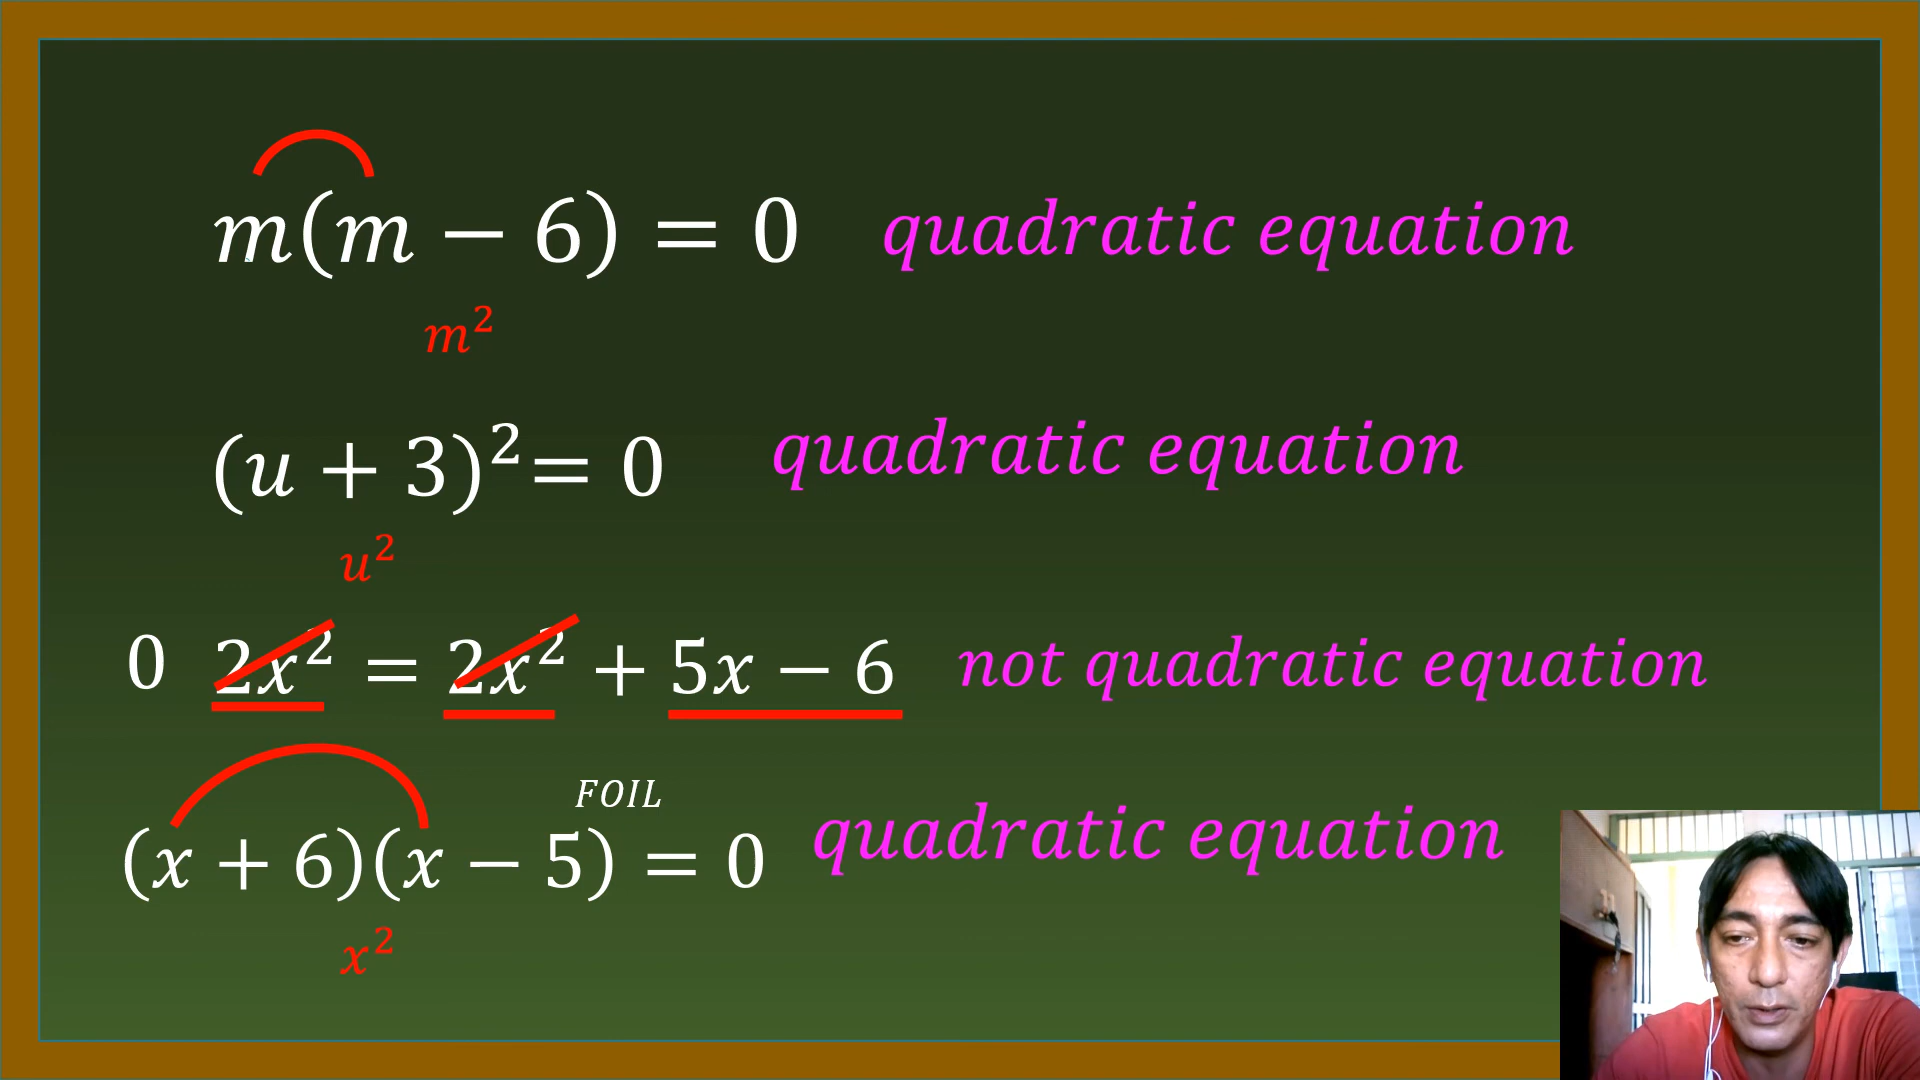 m(m − 6) = 0 quadratic equation
m²
(u + 3)² = 0 quadratic equation
u²
0 2x² = 2x² + 5x − 6 not quadratic equation
FOIL
(x + 6)(x − 5) = 0 quadratic equation
x²